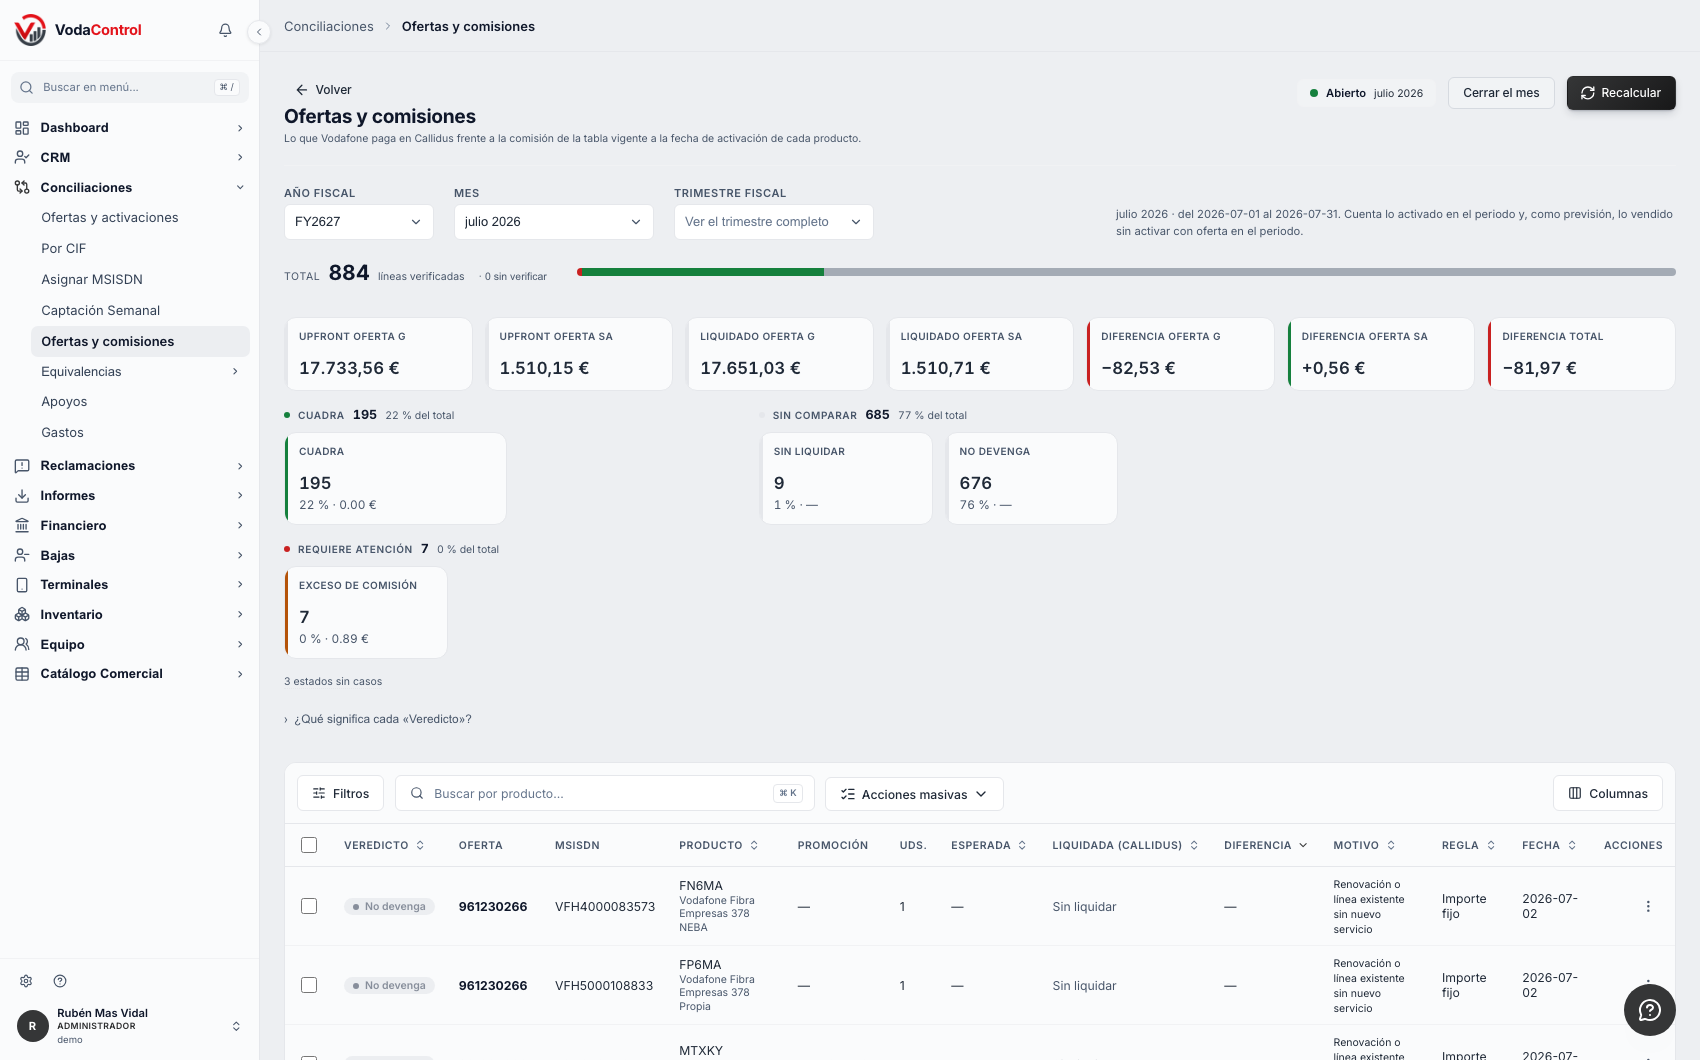 VodaControl
Buscar en menú...
⌘ /
Dashboard
CRM
Conciliaciones
Ofertas y activaciones
Por CIF
Asignar MSISDN
Captación Semanal
Ofertas y comisiones
Equivalencias
Apoyos
Gastos
Reclamaciones
Informes
Financiero
Bajas
Terminales
Inventario
Equipo
Catálogo Comercial
R
Rubén Mas Vidal
ADMINISTRADOR
demo
Conciliaciones > Ofertas y comisiones
← Volver
Ofertas y comisiones
Lo que Vodafone paga en Callidus frente a la comisión de la tabla vigente a la fecha de activación de cada producto.
Abierto julio 2026
Cerrar el mes
Recalcular
AÑO FISCAL
FY2627
MES
julio 2026
TRIMESTRE FISCAL
Ver el trimestre completo
julio 2026 · del 2026-07-01 al 2026-07-31. Cuenta lo activado en el periodo y, como previsión, lo vendido
sin activar con oferta en el periodo.
TOTAL 884 líneas verificadas · 0 sin verificar
UPFRONT OFERTA G
17.733,56 €
UPFRONT OFERTA SA
1.510,15 €
LIQUIDADO OFERTA G
17.651,03 €
LIQUIDADO OFERTA SA
1.510,71 €
DIFERENCIA OFERTA G
−82,53 €
DIFERENCIA OFERTA SA
+0,56 €
DIFERENCIA TOTAL
−81,97 €
CUADRA 195 22 % del total
CUADRA
195
22 % · 0.00 €
SIN COMPARAR 685 77 % del total
SIN LIQUIDAR
9
1 % · —
NO DEVENGA
676
76 % · —
REQUIERE ATENCIÓN 7 0 % del total
EXCESO DE COMISIÓN
7
0 % · 0.89 €
3 estados sin casos
› ¿Qué significa cada «Veredicto»?
Filtros
Buscar por producto...
⌘ K
Acciones masivas
Columnas
VEREDICTO OFERTA MSISDN PRODUCTO PROMOCIÓN UDS. ESPERADA LIQUIDADA (CALLIDUS) DIFERENCIA MOTIVO REGLA FECHA ACCIONES
No devenga
961230266
VFH4000083573
FN6MA
Vodafone Fibra
Empresas 378
NEBA
—
1
—
Sin liquidar
—
Renovación o
línea existente
sin nuevo
servicio
Importe
fijo
2026-07-
02
No devenga
961230266
VFH5000108833
FP6MA
Vodafone Fibra
Empresas 378
Propia
—
1
—
Sin liquidar
—
Renovación o
línea existente
sin nuevo
servicio
Importe
fijo
2026-07-
02
MTXKY
Renovación o
línea existente
Importe
2026-07-